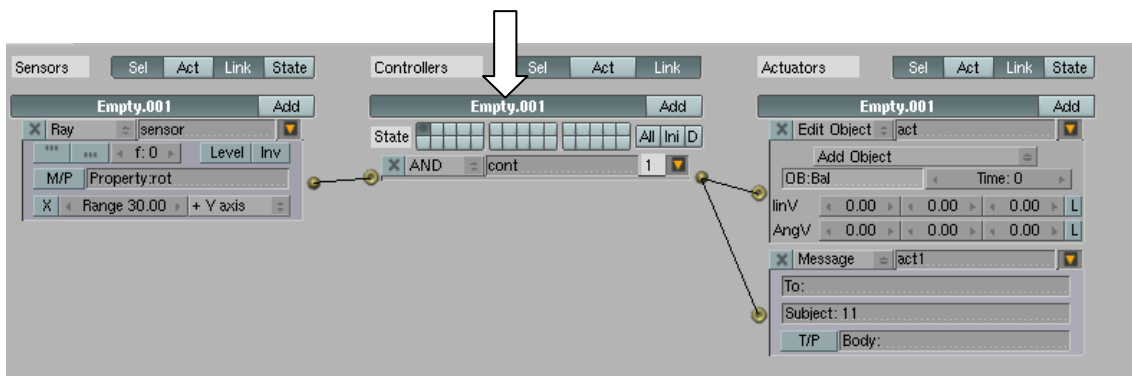 Sensors Sel Act Link State
Empty.001 Add
X Ray sensor
f: 0 Level Inv
M/P Property:rot
X Range 30.00 + Y axis
Controllers Sel Act Link
Empty.001 Add
State All Ini D
X AND cont 1
Actuators Sel Act Link State
Empty.001 Add
X Edit Object act
Add Object
OB:Bal Time: 0
linV 0.00 0.00 0.00 L
AngV 0.00 0.00 0.00 L
X Message act1
To:
Subject: 11
T/P Body: